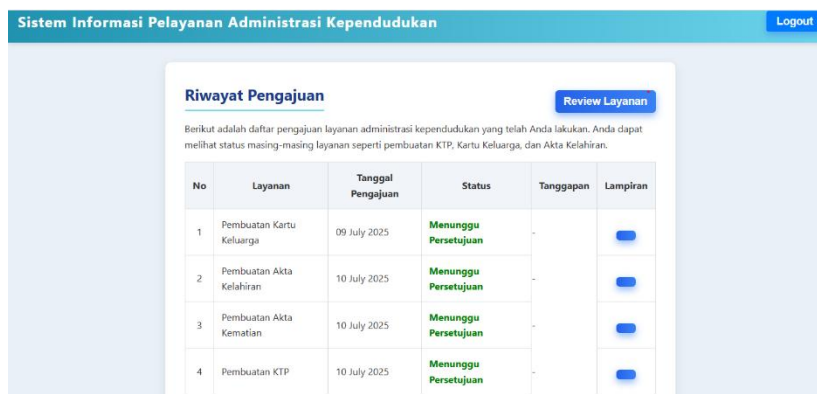 Sistem Informasi Pelayanan Administrasi Kependudukan
Logout
Riwayat Pengajuan
Review Layanan
Berikut adalah daftar pengajuan layanan administrasi kependudukan yang telah Anda lakukan. Anda dapat
melihat status masing-masing layanan seperti pembuatan KTP, Kartu Keluarga, dan Akta Kelahiran.
No Layanan Tanggal Pengajuan Status Tanggapan Lampiran
1 Pembuatan Kartu Keluarga 09 July 2025 Menunggu Persetujuan -
2 Pembuatan Akta Kelahiran 10 July 2025 Menunggu Persetujuan -
3 Pembuatan Akta Kematian 10 July 2025 Menunggu Persetujuan -
4 Pembuatan KTP 10 July 2025 Menunggu Persetujuan -